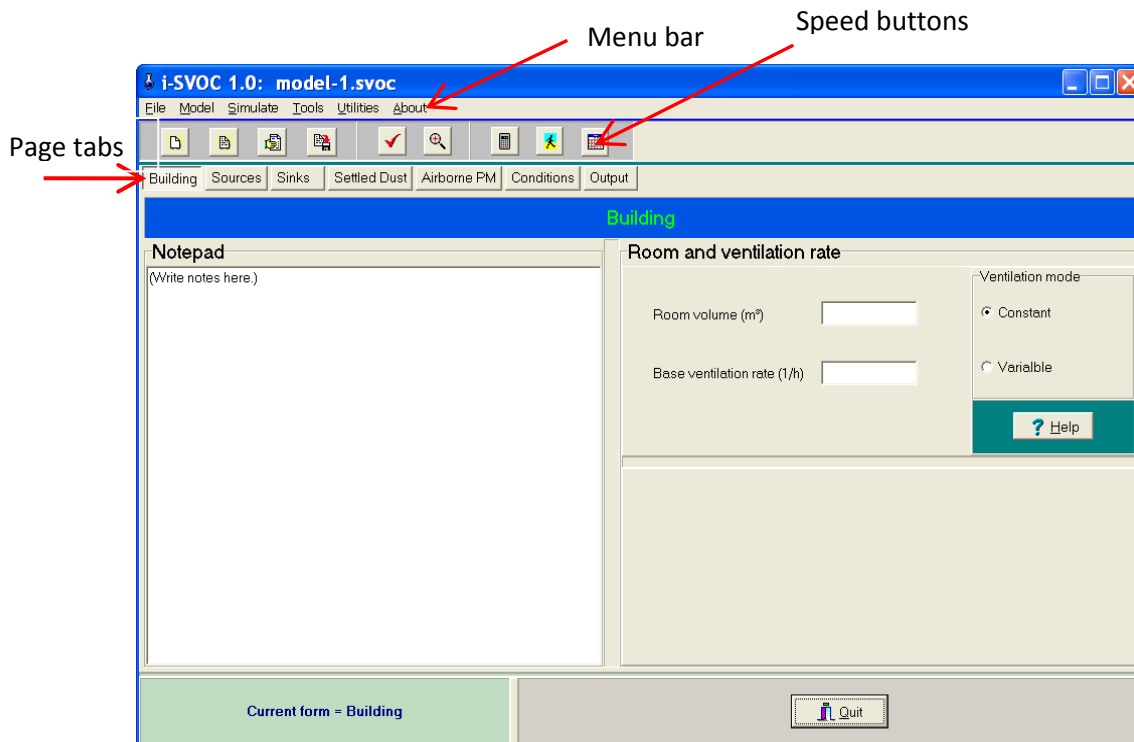 Speed buttons
Menu bar
i-SVOC 1.0: model-1.svoc
File Model Simulate Tools Utilities About
Page tabs
Building Sources Sinks Settled Dust Airborne PM Conditions Output
Building
Notepad
(Write notes here.)
Room and ventilation rate
Ventilation mode
Room volume (m³)
Constant
Base ventilation rate (1/h)
Varialble
? Help
Current form = Building
Quit